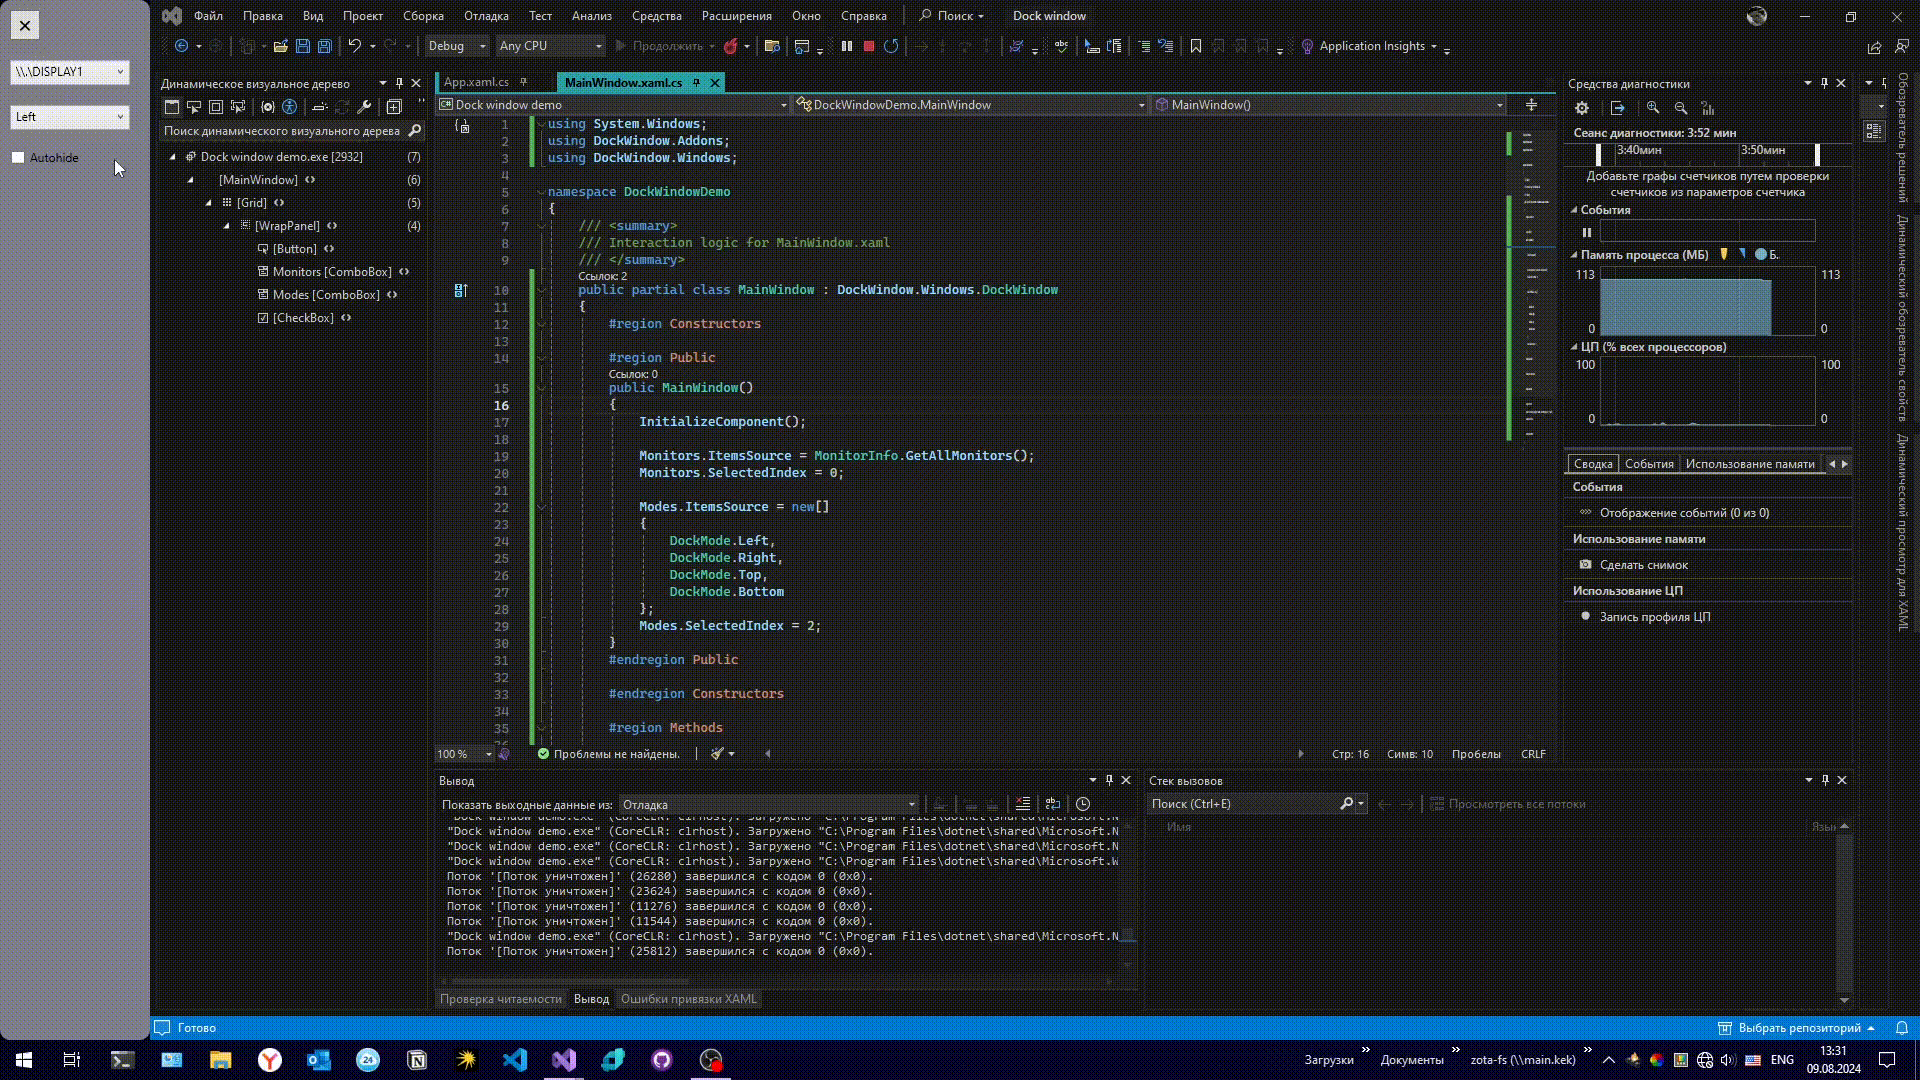 \\.\DISPLAY1
Left
Autohide
Файл Правка Вид Проект Сборка Отладка Тест Анализ Средства Расширения Окно Справка Поиск Dock window
Debug Any CPU Продолжить Application Insights
Динамическое визуальное дерево
Поиск динамического визуального дерева
Dock window demo.exe [2932] (7)
[MainWindow] (6)
[Grid] (5)
[WrapPanel] (4)
[Button]
Monitors [ComboBox]
Modes [ComboBox]
[CheckBox]
App.xaml.cs MainWindow.xaml.cs
Dock window demo DockWindowDemo.MainWindow MainWindow()
1 using System.Windows;
2 using DockWindow.Addons;
3 using DockWindow.Windows;
4
5 namespace DockWindowDemo
6 {
7 /// <summary>
8 /// Interaction logic for MainWindow.xaml
9 /// </summary>
Ссылок: 2
10 public partial class MainWindow : DockWindow.Windows.DockWindow
11 {
12 #region Constructors
13
14 #region Public
Ссылок: 0
15 public MainWindow()
16 {
17 InitializeComponent();
18
19 Monitors.ItemsSource = MonitorInfo.GetAllMonitors();
20 Monitors.SelectedIndex = 0;
21
22 Modes.ItemsSource = new[]
23 {
24 DockMode.Left,
25 DockMode.Right,
26 DockMode.Top,
27 DockMode.Bottom
28 };
29 Modes.SelectedIndex = 2;
30 }
31 #endregion Public
32
33 #endregion Constructors
34
35 #region Methods
100 % Проблемы не найдены. Стр: 16 Симв: 10 Пробелы CRLF
Вывод
Показать выходные данные из: Отладка
"Dock window demo.exe" (CoreCLR: clrhost). Загружено "C:\Program Files\dotnet\shared\Microsoft.N
"Dock window demo.exe" (CoreCLR: clrhost). Загружено "C:\Program Files\dotnet\shared\Microsoft.N
"Dock window demo.exe" (CoreCLR: clrhost). Загружено "C:\Program Files\dotnet\shared\Microsoft.N
"Dock window demo.exe" (CoreCLR: clrhost). Загружено "C:\Program Files\dotnet\shared\Microsoft.W
Поток '[Поток уничтожен]' (26280) завершился с кодом 0 (0x0).
Поток '[Поток уничтожен]' (23624) завершился с кодом 0 (0x0).
Поток '[Поток уничтожен]' (11276) завершился с кодом 0 (0x0).
Поток '[Поток уничтожен]' (11544) завершился с кодом 0 (0x0).
"Dock window demo.exe" (CoreCLR: clrhost). Загружено "C:\Program Files\dotnet\shared\Microsoft.N
Поток '[Поток уничтожен]' (25812) завершился с кодом 0 (0x0).
Проверка читаемости Вывод Ошибки привязки XAML
Стек вызовов
Поиск (Ctrl+E) Просмотреть все потоки
Имя Язы
Средства диагностики
Сеанс диагностики: 3:52 мин
3:40мин 3:50мин
Добавьте графы счетчиков путем проверки
счетчиков из параметров счетчика
События
Память процесса (МБ) Б..
113 113
0 0
ЦП (% всех процессоров)
100 100
0 0
Сводка События Использование памяти
События
Отображение событий (0 из 0)
Использование памяти
Сделать снимок
Использование ЦП
Запись профиля ЦП
Обозреватель решений
Динамический обозреватель свойств
Динамический просмотр для XAML
Готово Выбрать репозиторий
24 Загрузки Документы zota-fs (\\main.kek) ENG 13:31
09.08.2024